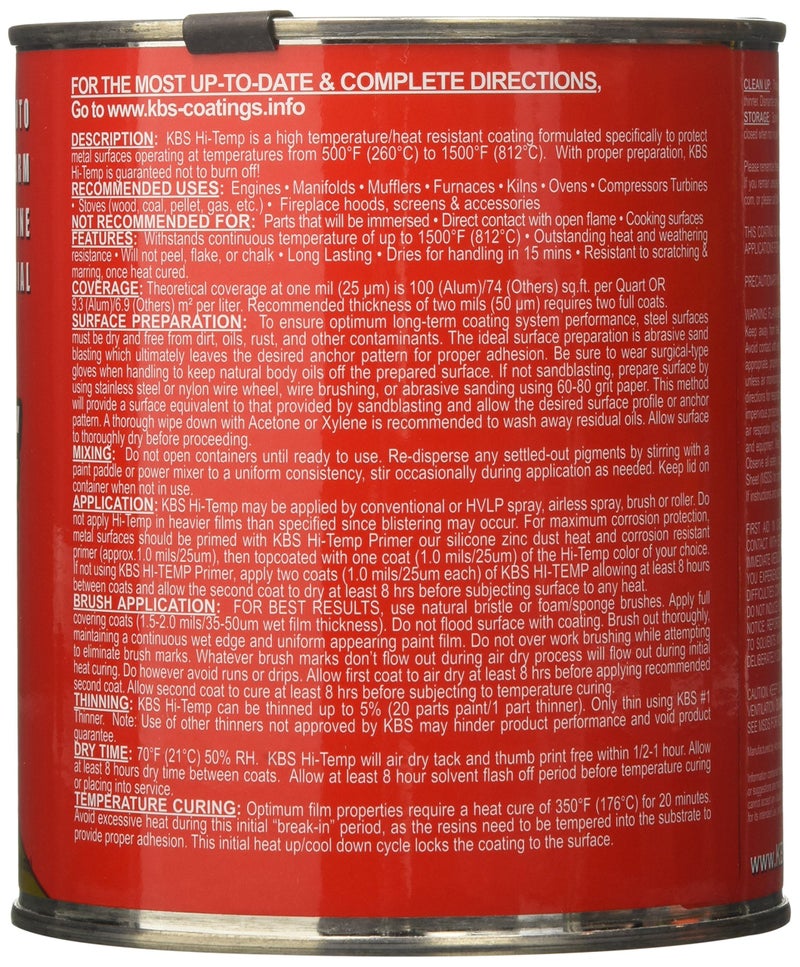 FOR THE MOST UP-TO-DATE & COMPLETE DIRECTIONS,
Go to www.kbs-coatings.info
DESCRIPTION: KBS Hi-Temp is a high temperature/heat resistant coating formulated specifically to protect
metal surfaces operating at temperatures from 500°F (260°C) to 1500°F (812°C). With proper preparation, KBS
Hi-Temp is guaranteed not to burn off!
RECOMMENDED USES: Engines • Manifolds • Mufflers • Furnaces • Kilns • Ovens • Compressors Turbines
• Stoves (wood, coal, pellet, gas, etc.) • Fireplace hoods, screens & accessories
NOT RECOMMENDED FOR: Parts that will be immersed • Direct contact with open flame • Cooking surfaces
FEATURES: Withstands continuous temperature of up to 1500°F (812°C) • Outstanding heat and weathering
resistance • Will not peel, flake, or chalk • Long Lasting • Dries for handling in 15 mins • Resistant to scratching &
marring, once heat cured.
COVERAGE: Theoretical coverage at one mil (25 µm) is 100 (Alum)/74 (Others) sq.ft. per Quart OR
9.3 (Alum)/6.9 (Others) m² per liter. Recommended thickness of two mils (50 µm) requires two full coats.
SURFACE PREPARATION: To ensure optimum long-term coating system performance, steel surfaces
must be dry and free from dirt, oils, rust, and other contaminants. The ideal surface preparation is abrasive sand
blasting which ultimately leaves the desired anchor pattern for proper adhesion. Be sure to wear surgical-type
gloves when handling to keep natural body oils off the prepared surface. If not sandblasting, prepare surface by
using stainless steel or nylon wire wheel, wire brushing, or abrasive sanding using 60-80 grit paper. This method
will provide a surface equivalent to that provided by sandblasting and allow the desired surface profile or anchor
pattern. A thorough wipe down with Acetone or Xylene is recommended to wash away residual oils. Allow surface
to thoroughly dry before proceeding.
MIXING: Do not open containers until ready to use. Re-disperse any settled-out pigments by stirring with a
paint paddle or power mixer to a uniform consistency, stir occasionally during application as needed. Keep lid on
container when not in use.
APPLICATION: KBS Hi-Temp may be applied by conventional or HVLP spray, airless spray, brush or roller. Do
not apply Hi-Temp in heavier films than specified since blistering may occur. For maximum corrosion protection,
metal surfaces should be primed with KBS Hi-Temp Primer our silicone zinc dust heat and corrosion resistant
primer (approx.1.0 mils/25um), then topcoated with one coat (1.0 mils/25um) of the Hi-Temp color of your choice.
If not using KBS HI-TEMP Primer, apply two coats (1.0 mils/25um each) of KBS HI-TEMP allowing at least 8 hours
between coats and allow the second coat to dry at least 8 hrs before subjecting surface to any heat.
BRUSH APPLICATION: FOR BEST RESULTS, use natural bristle or foam/sponge brushes. Apply full
covering coats (1.5-2.0 mils/35-50um wet film thickness). Do not flood surface with coating. Brush out thoroughly,
maintaining a continuous wet edge and uniform appearing paint film. Do not over work brushing while attempting
to eliminate brush marks. Whatever brush marks don't flow out during air dry process will flow out during initial
heat curing. Do however avoid runs or drips. Allow first coat to air dry at least 8 hrs before applying recommended
second coat. Allow second coat to cure at least 8 hrs before subjecting to temperature curing.
THINNING: KBS Hi-Temp can be thinned up to 5% (20 parts paint/1 part thinner). Only thin using KBS #1
Thinner. Note: Use of other thinners not approved by KBS may hinder product performance and void product
guarantee.
DRY TIME: 70°F (21°C) 50% RH. KBS Hi-Temp will air dry tack and thumb print free within 1/2-1 hour. Allow
at least 8 hours dry time between coats. Allow at least 8 hour solvent flash off period before temperature curing
or placing into service.
TEMPERATURE CURING: Optimum film properties require a heat cure of 350°F (176°C) for 20 minutes.
Avoid excessive heat during this initial "break-in" period, as the resins need to be tempered into the substrate to
provide proper adhesion. This initial heat up/cool down cycle locks the coating to the surface.
CLEAN UP:
STORAGE: